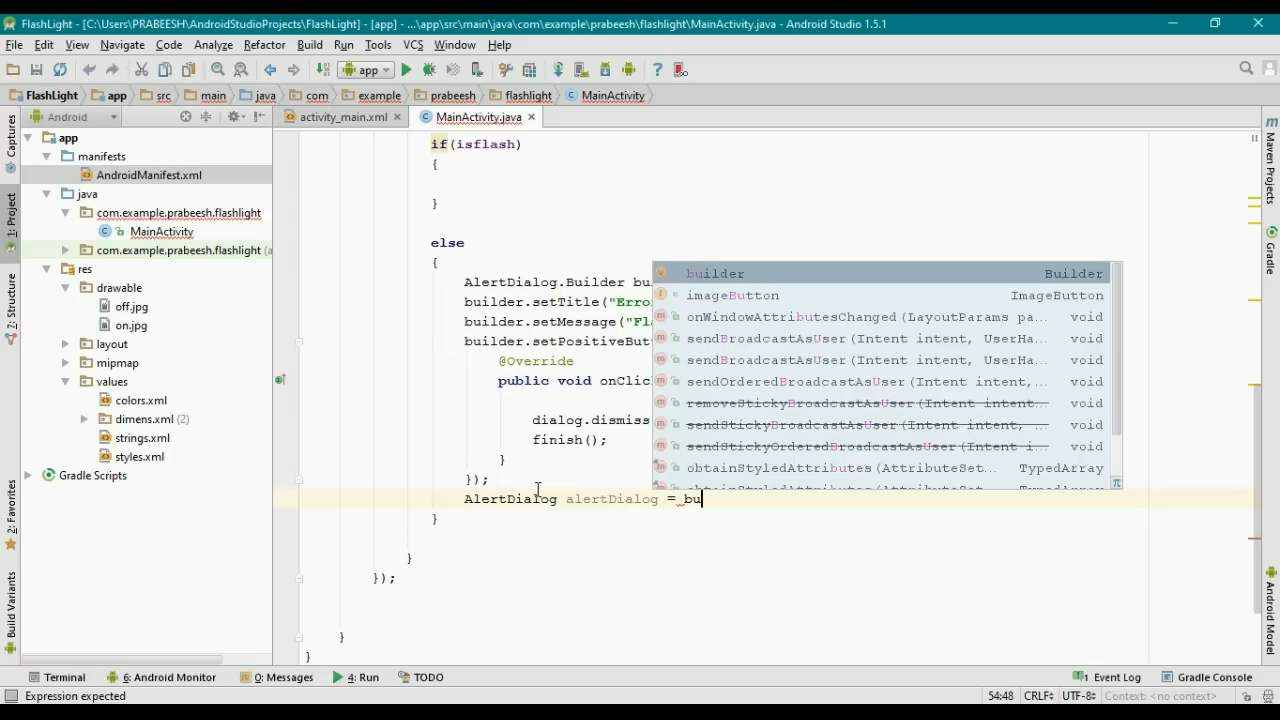 FlashLight - [C:\Users\PRABEESH\AndroidStudioProjects\FlashLight] - [app] - ...\app\src\main\java\com\example\prabeesh\flashlight\MainActivity.java - Android Studio 1.5.1
File Edit View Navigate Code Analyze Refactor Build Run Tools VCS Window Help
app
FlashLight app src main java com example prabeesh flashlight MainActivity
Android
activity_main.xml MainActivity.java
Captures
1: Project
7: Structure
2: Favorites
Build Variants
app
manifests
AndroidManifest.xml
java
com.example.prabeesh.flashlight
MainActivity
com.example.prabeesh.flashlight (a
res
drawable
off.jpg
on.jpg
layout
mipmap
values
colors.xml
dimens.xml (2)
strings.xml
styles.xml
Gradle Scripts
if(isflash)
{
}
else
{
AlertDialog.Builder bu
builder.setTitle("Erro
builder.setMessage("Fl
builder.setPositiveBut
@Override
public void onClic
dialog.dismiss
finish();
}
});
AlertDialog alertDialog = bu
}
}
});
}
}
builder Builder
imageButton ImageButton
onWindowAttributesChanged(LayoutParams pa... void
sendBroadcastAsUser(Intent intent, UserHa... void
sendBroadcastAsUser(Intent intent, UserHa... void
sendOrderedBroadcastAsUser(Intent intent,... void
removeStickyBroadcastAsUser(Intent intent... void
sendStickyBroadcastAsUser(Intent intent, ... void
sendStickyOrderedBroadcastAsUser(Intent i... void
obtainStyledAttributes(AttributeSet... TypedArray
Maven Projects
Gradle
Android Model
Terminal 6: Android Monitor 0: Messages 4: Run TODO 1 Event Log Gradle Console
Expression expected 54:48 CRLF÷ UTF-8÷ Context: <no context>